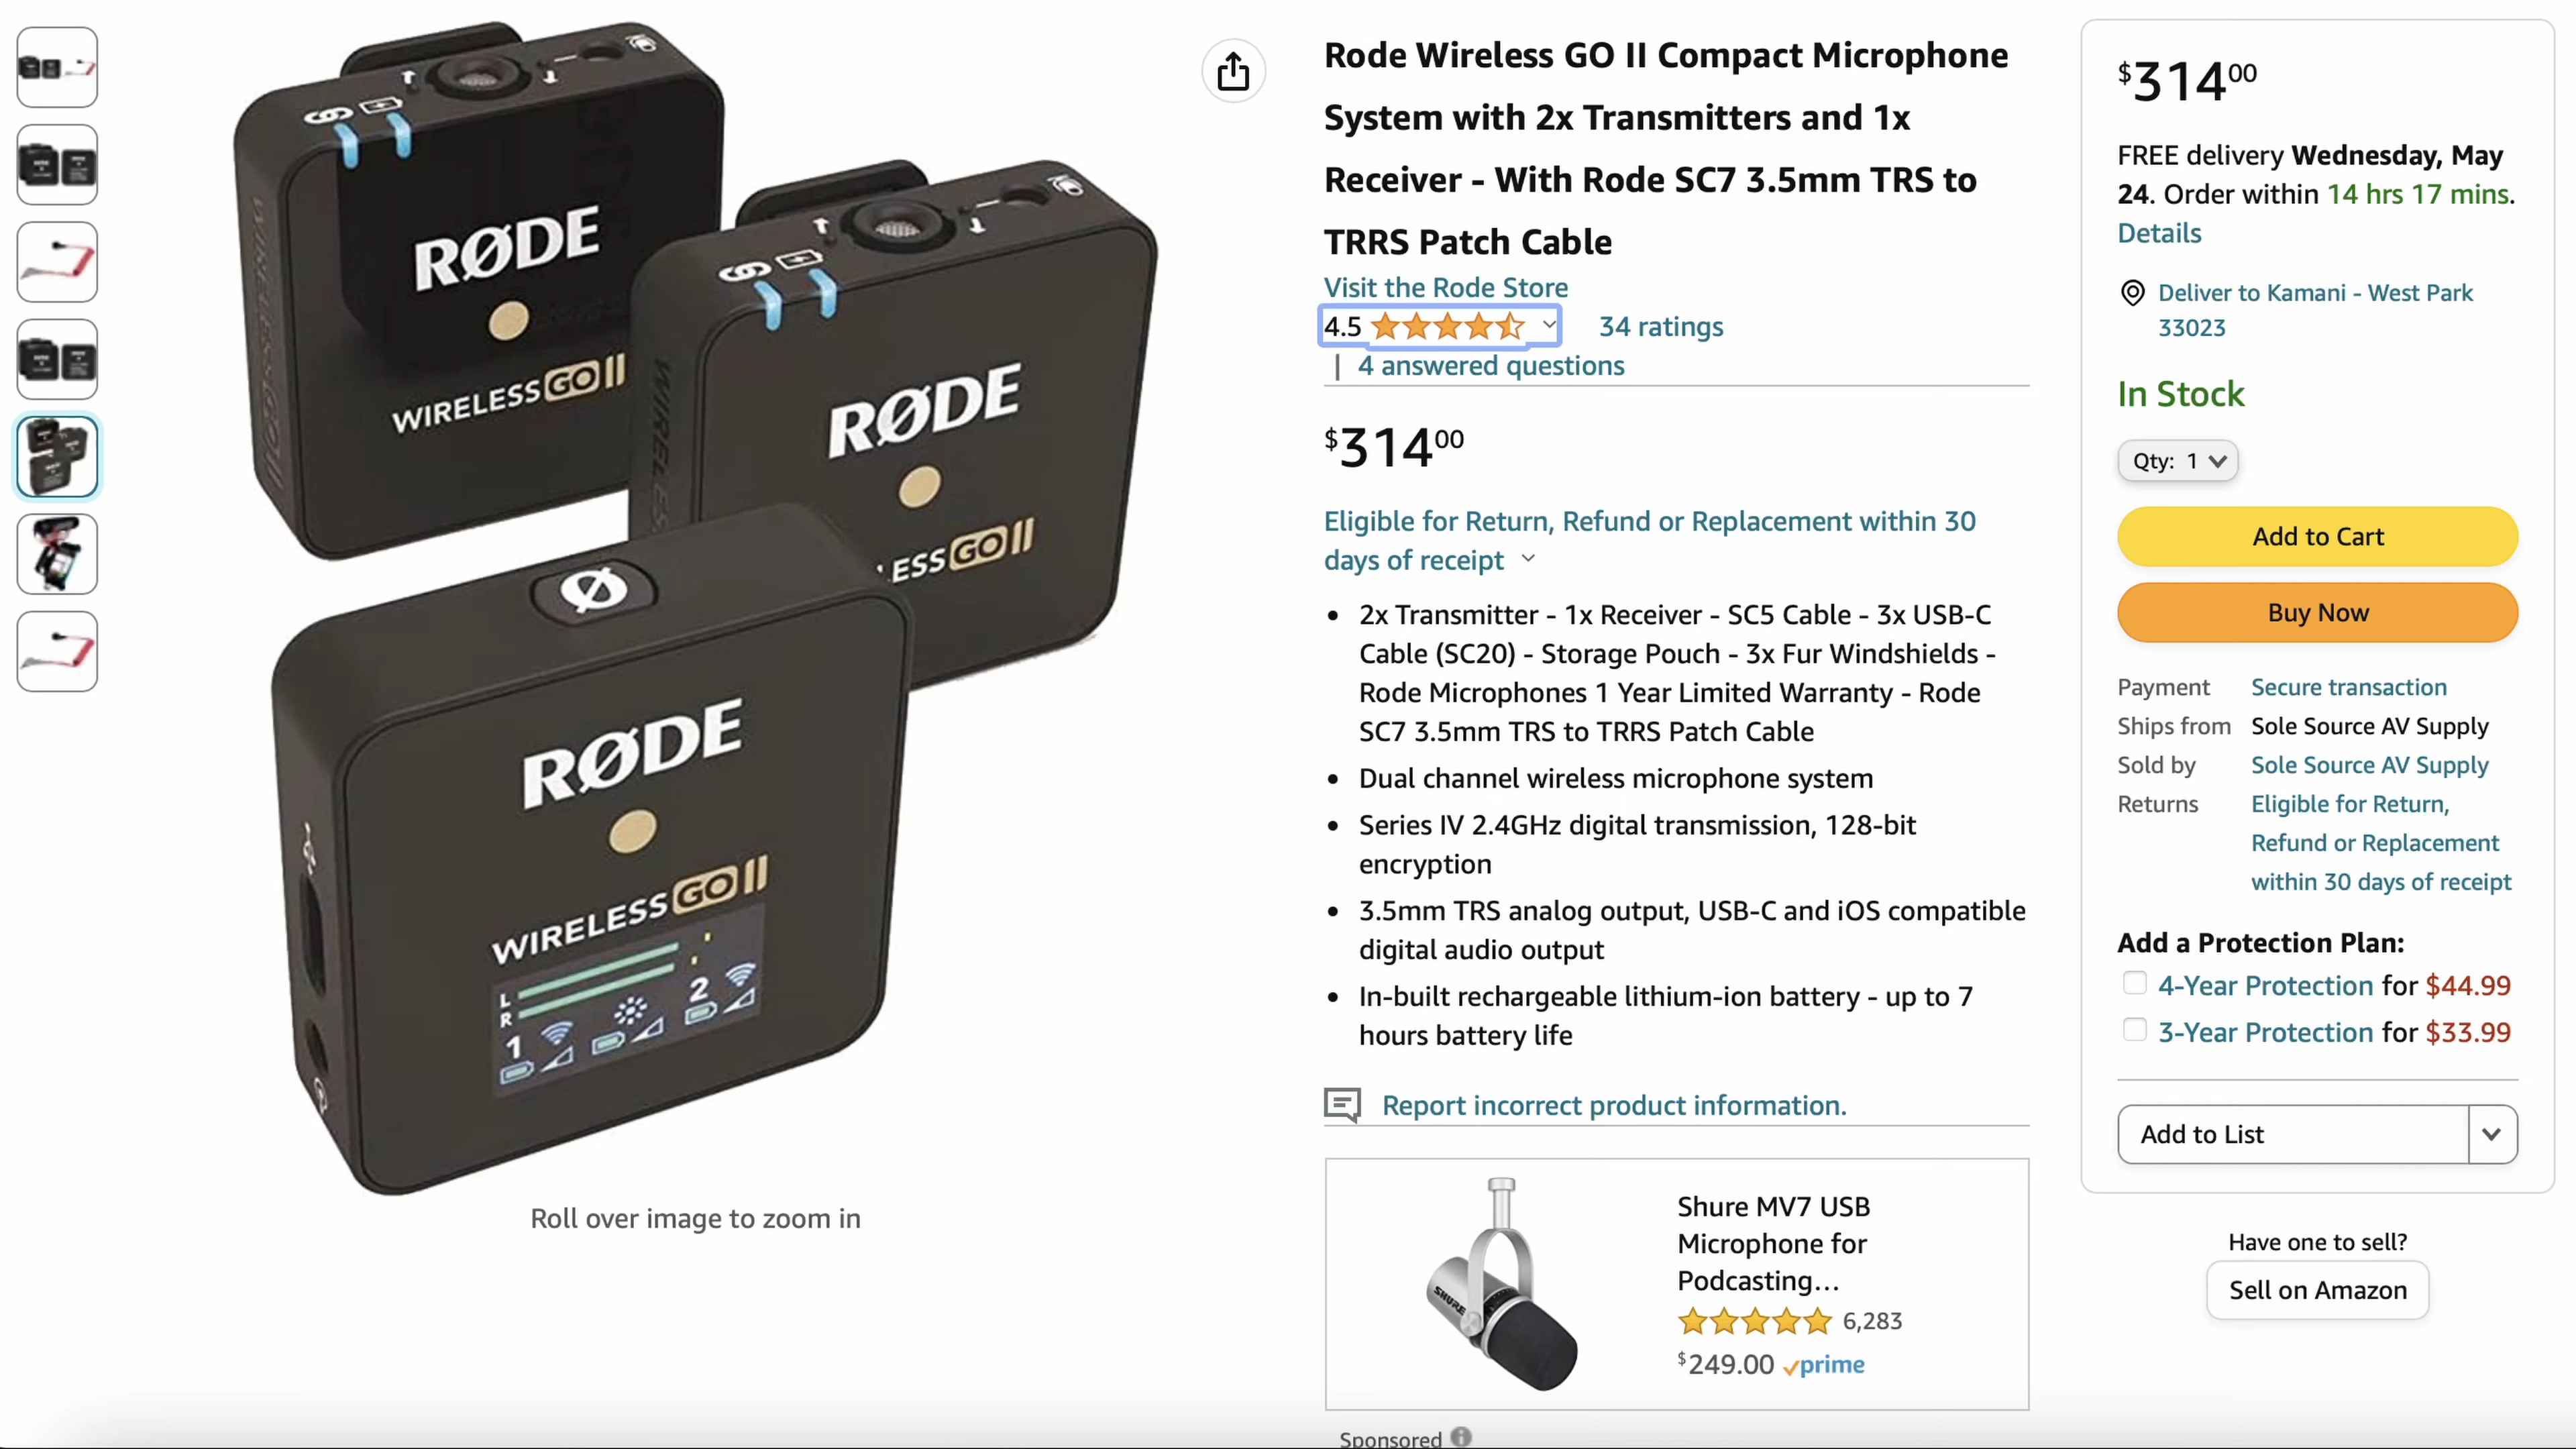 RØDE
WIRELESS GO II
RØDE
LESS GO II
RØDE
WIRELESS GO II
L
R
1
2
Roll over image to zoom in
Rode Wireless GO II Compact Microphone
System with 2x Transmitters and 1x
Receiver - With Rode SC7 3.5mm TRS to
TRRS Patch Cable
Visit the Rode Store
4.5 34 ratings
| 4 answered questions
$314 00
Eligible for Return, Refund or Replacement within 30
days of receipt
• 2x Transmitter - 1x Receiver - SC5 Cable - 3x USB-C
Cable (SC20) - Storage Pouch - 3x Fur Windshields -
Rode Microphones 1 Year Limited Warranty - Rode
SC7 3.5mm TRS to TRRS Patch Cable
• Dual channel wireless microphone system
• Series IV 2.4GHz digital transmission, 128-bit
encryption
• 3.5mm TRS analog output, USB-C and iOS compatible
digital audio output
• In-built rechargeable lithium-ion battery - up to 7
hours battery life
Report incorrect product information.
SHURE
Shure MV7 USB
Microphone for
Podcasting...
6,283
$249.00 prime
Sponsored
$314 00
FREE delivery Wednesday, May
24. Order within 14 hrs 17 mins.
Details
Deliver to Kamani - West Park
33023
In Stock
Qty: 1
Add to Cart
Buy Now
Payment Secure transaction
Ships from Sole Source AV Supply
Sold by Sole Source AV Supply
Returns Eligible for Return,
Refund or Replacement
within 30 days of receipt
Add a Protection Plan:
4-Year Protection for $44.99
3-Year Protection for $33.99
Add to List
Have one to sell?
Sell on Amazon